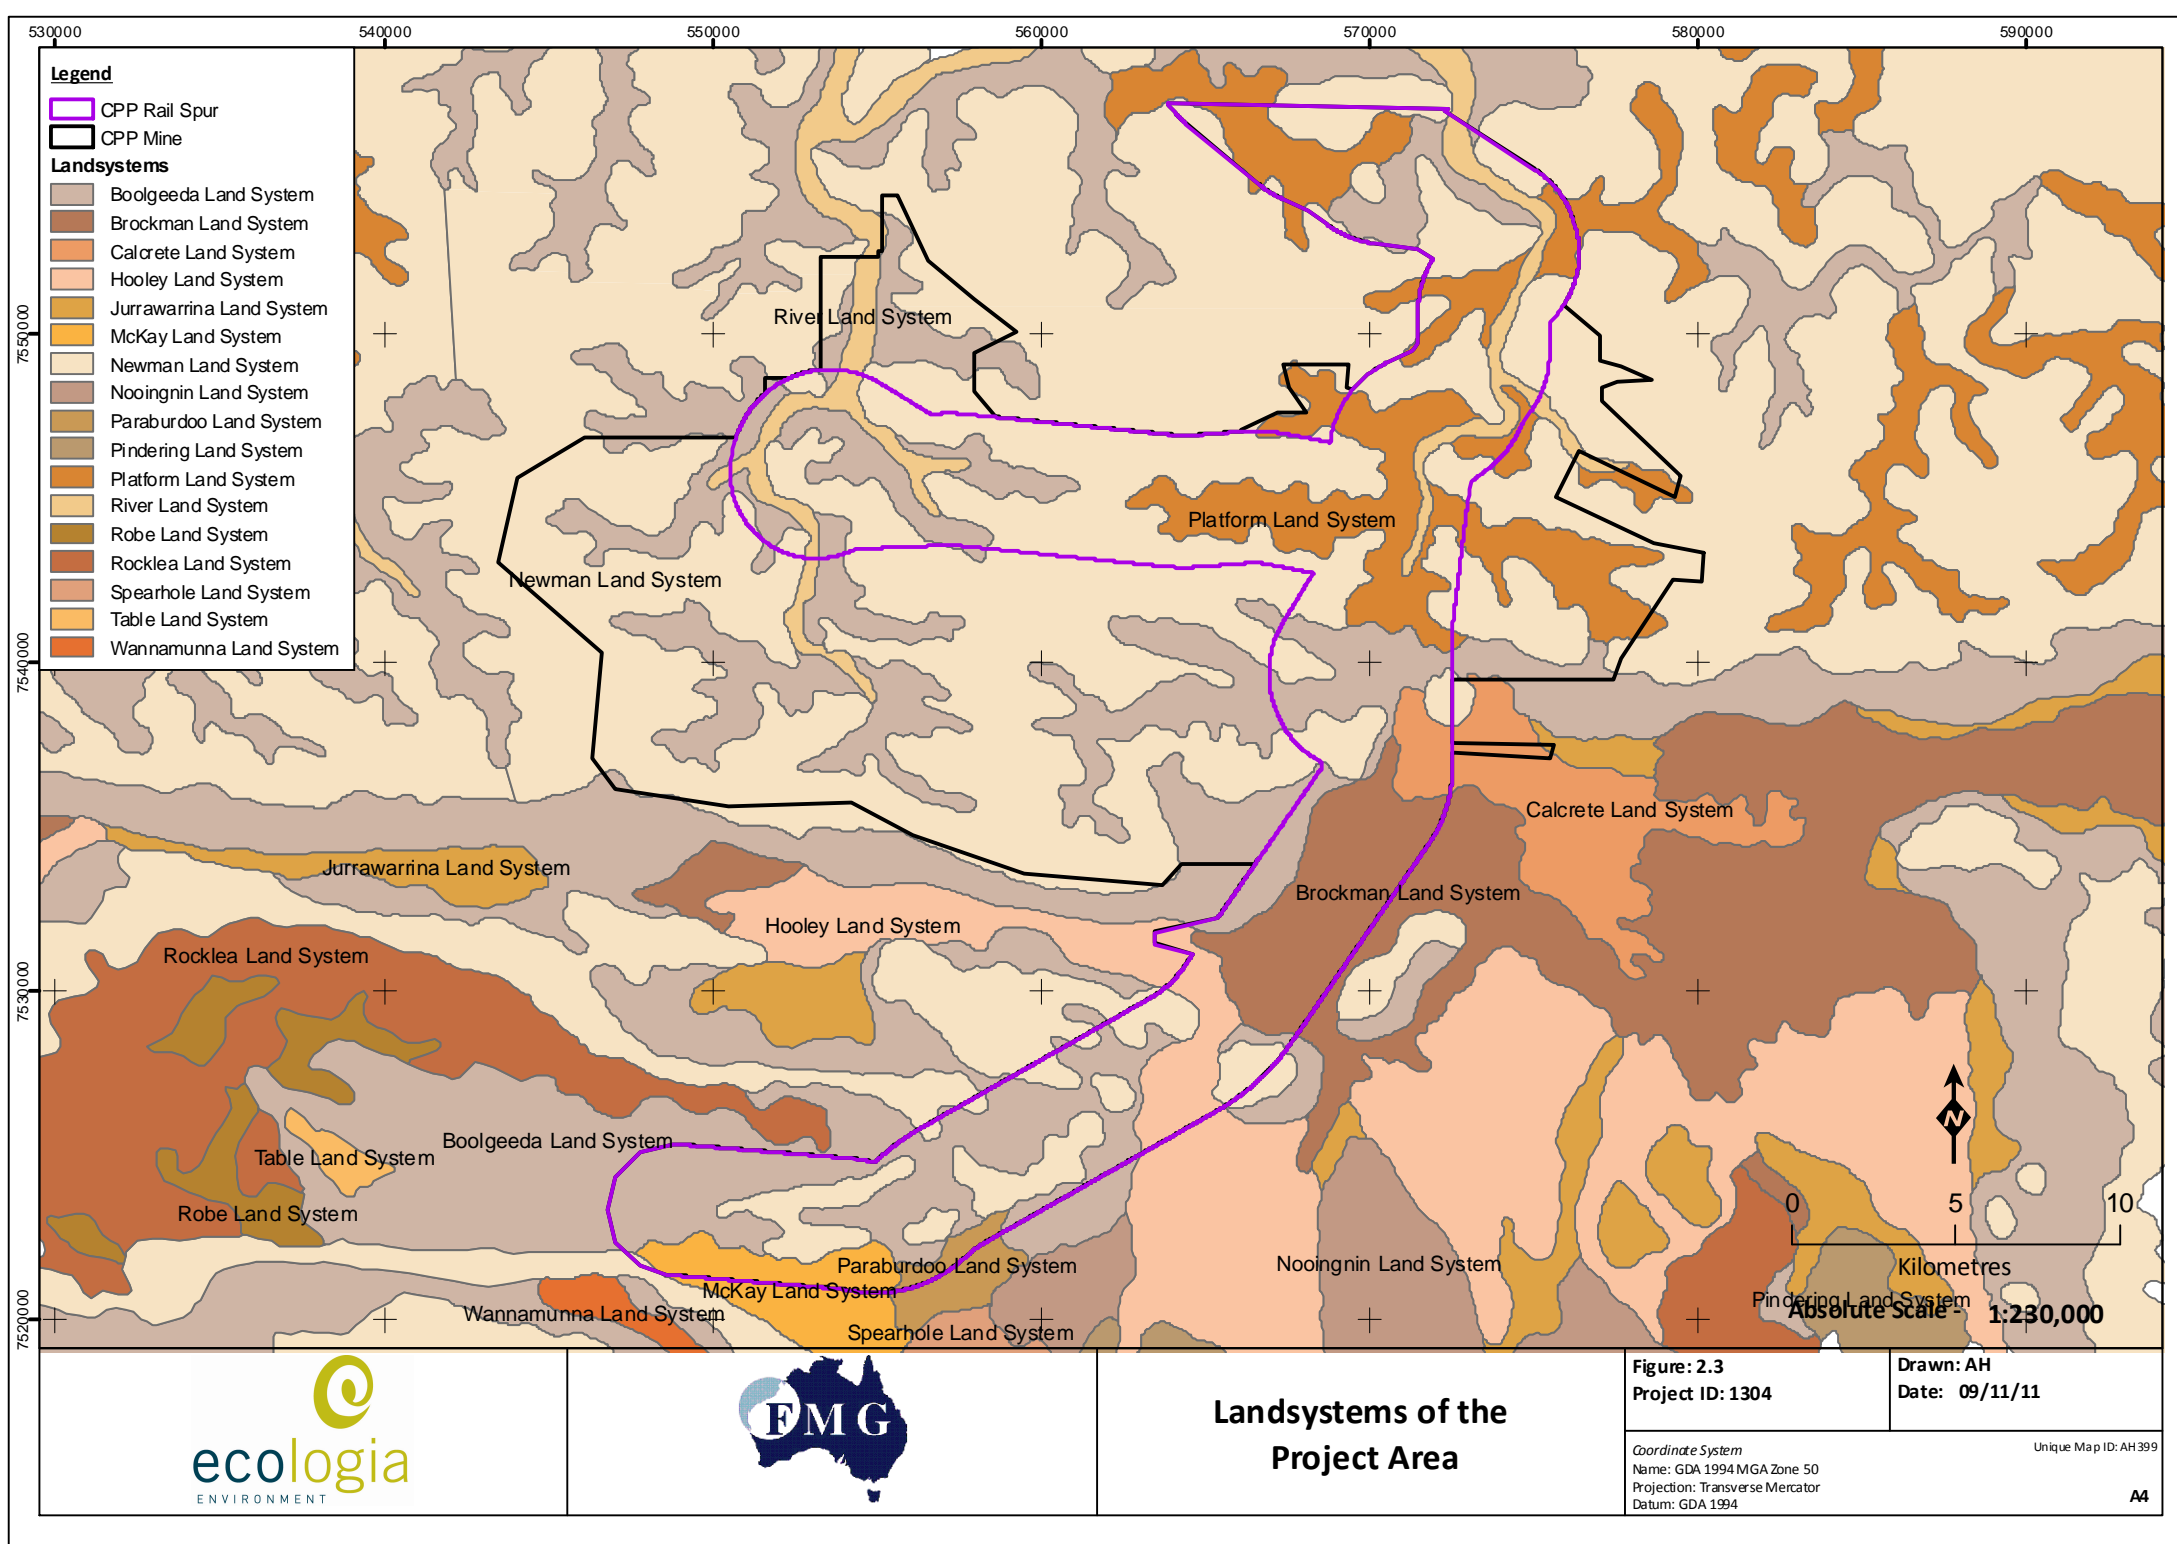 530000 540000 550000 560000 570000 580000 590000
Legend
CPP Rail Spur
CPP Mine
Landsystems
Boolgeeda Land System
Brockman Land System
Calcrete Land System
Hooley Land System
Jurrawarrina Land System
McKay Land System
Newman Land System
Nooingnin Land System
Paraburdoo Land System
Pindering Land System
Platform Land System
River Land System
Robe Land System
Rocklea Land System
Spearhole Land System
Table Land System
Wannamunna Land System
7550000
7540000
7530000
7520000
River Land System
Platform Land System
Newman Land System
Calcrete Land System
Jurrawarrina Land System
Brockman Land System
Hooley Land System
Rocklea Land System
Boolgeeda Land System
Table Land System
Robe Land System
Paraburdoo Land System
Nooingnin Land System
McKay Land System
Wannamunna Land System
Spearhole Land System
Pindering Land System
N
0 5 10
Kilometres
Absolute Scale - 1:230,000
ecologia
ENVIRONMENT
FMG
Landsystems of the
Project Area
Figure: 2.3
Project ID: 1304
Drawn: AH
Date: 09/11/11
Coordinate System
Name: GDA 1994 MGA Zone 50
Projection: Transverse Mercator
Datum: GDA 1994
Unique Map ID: AH399
A4